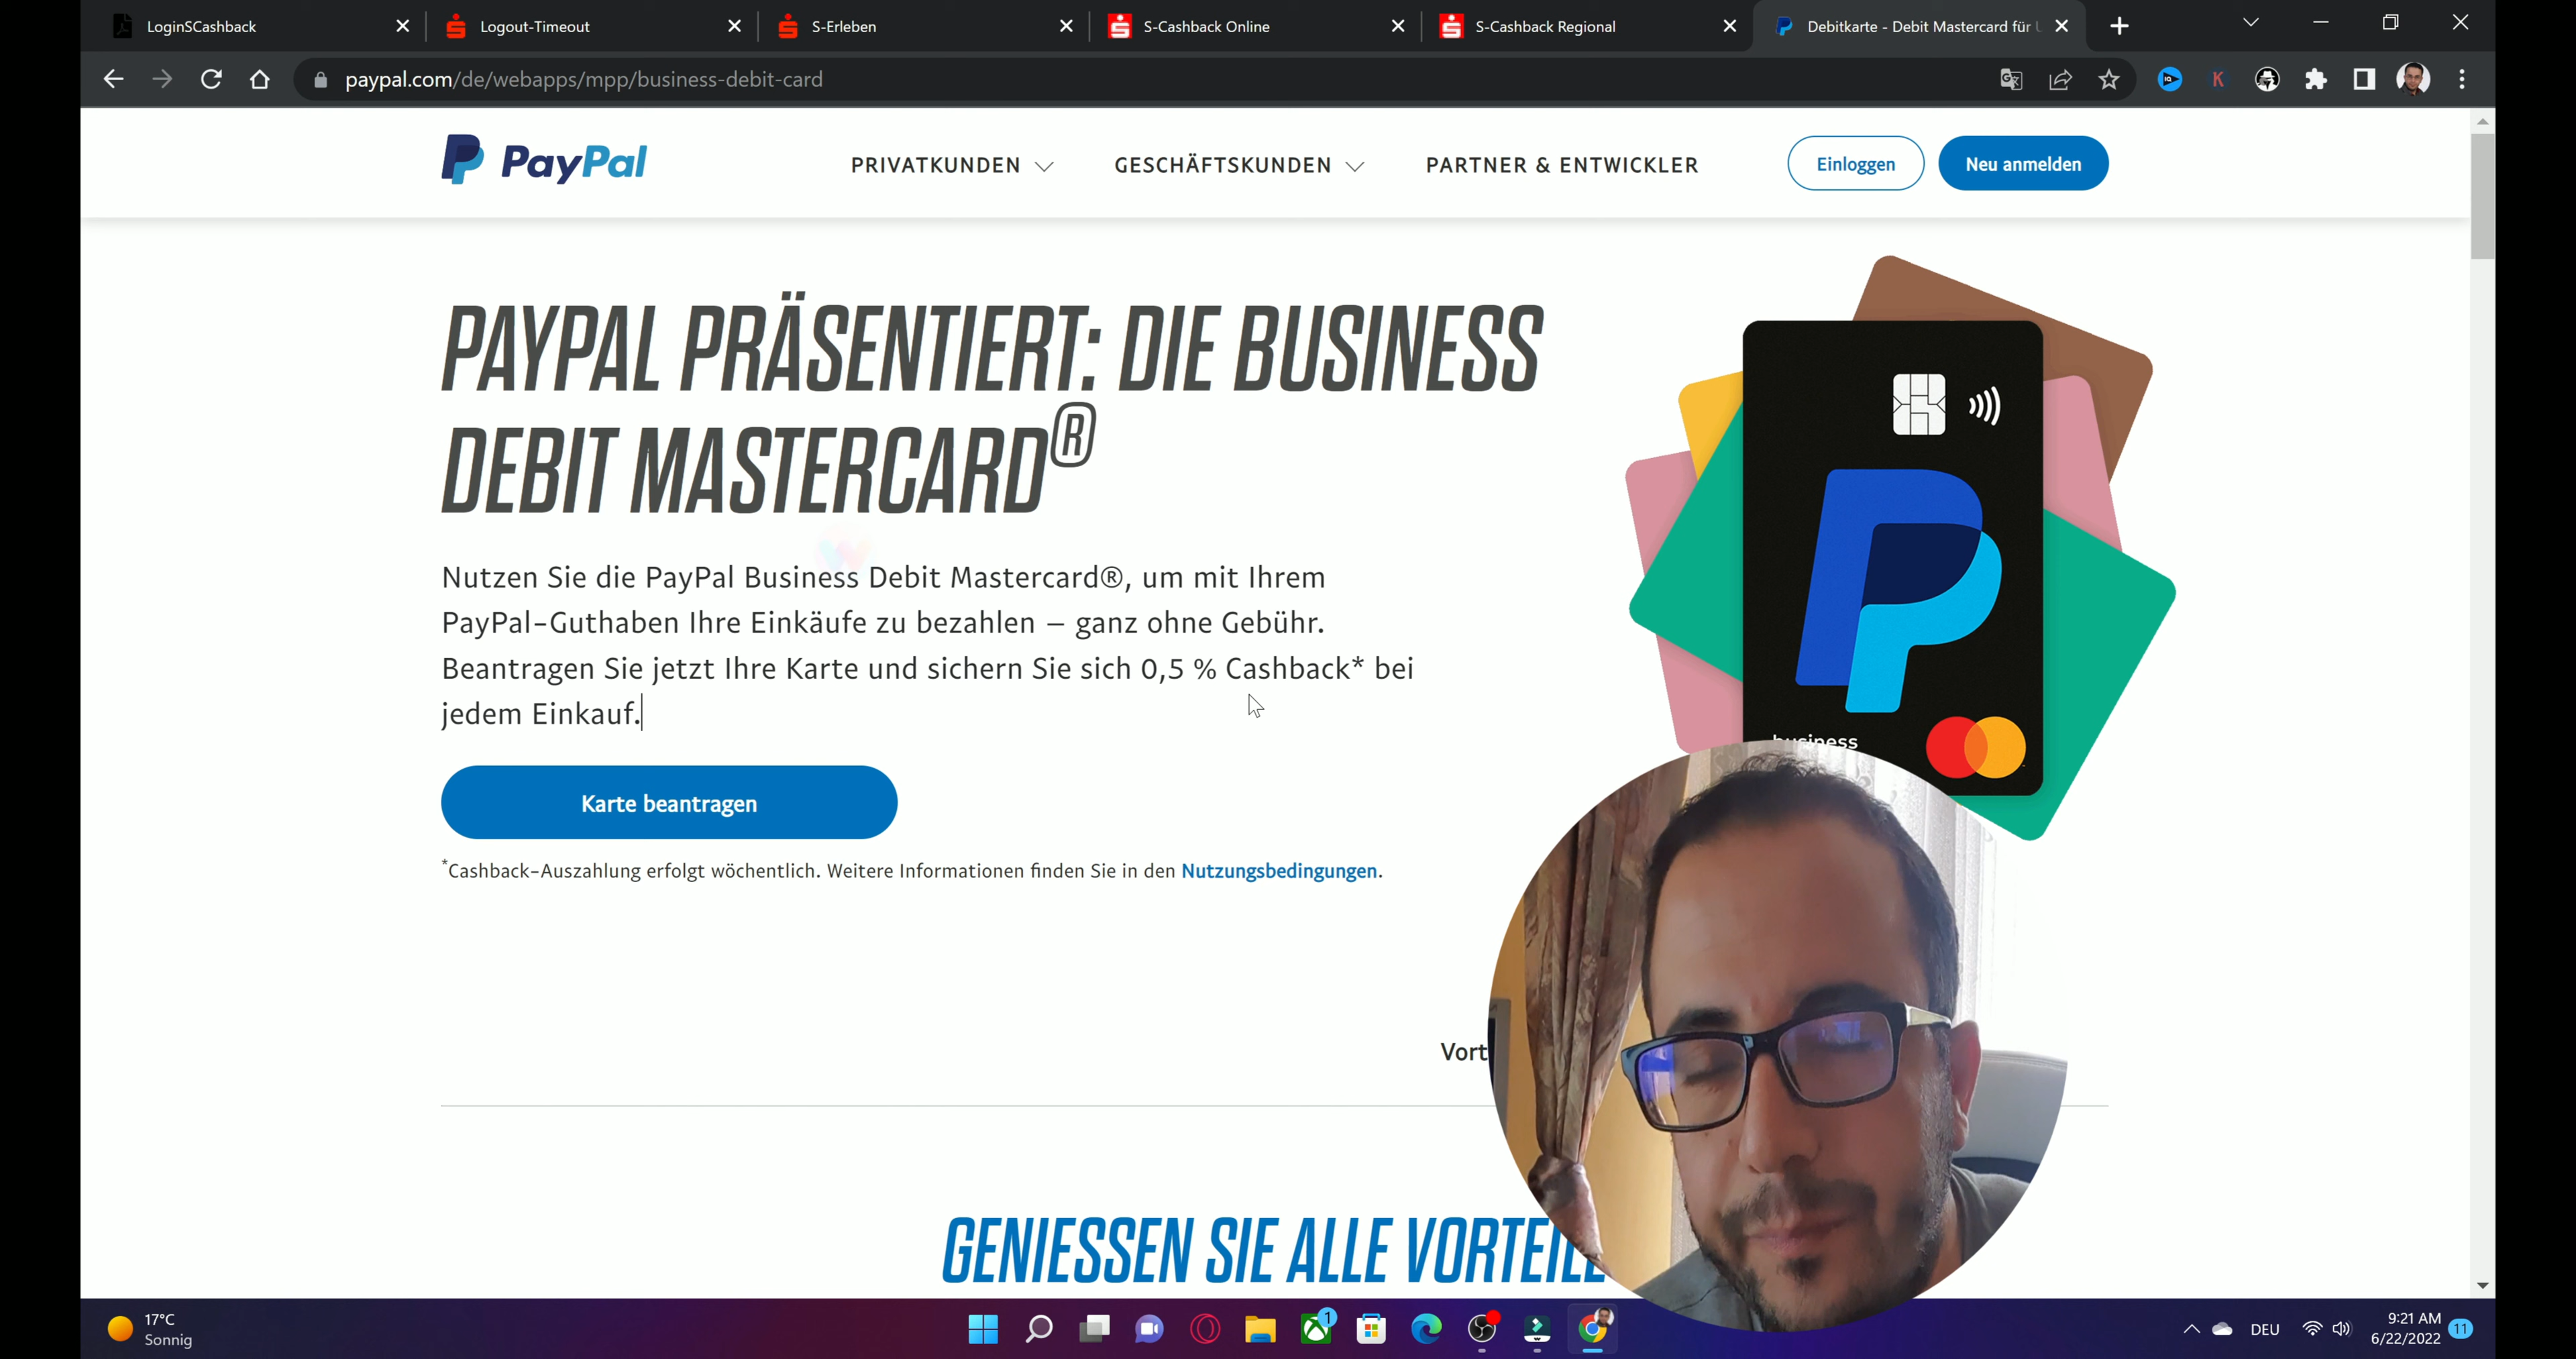 LoginSCashback
Logout-Timeout
S-Erleben
S-Cashback Online
S-Cashback Regional
Debitkarte - Debit Mastercard für U
paypal.com/de/webapps/mpp/business-debit-card
PayPal
PRIVATKUNDEN
GESCHÄFTSKUNDEN
PARTNER & ENTWICKLER
Einloggen
Neu anmelden
PAYPAL PRÄSENTIERT: DIE BUSINESS
DEBIT MASTERCARD®
Nutzen Sie die PayPal Business Debit Mastercard®, um mit Ihrem
PayPal-Guthaben Ihre Einkäufe zu bezahlen – ganz ohne Gebühr.
Beantragen Sie jetzt Ihre Karte und sichern Sie sich 0,5 % Cashback* bei
jedem Einkauf.
business
Karte beantragen
*Cashback-Auszahlung erfolgt wöchentlich. Weitere Informationen finden Sie in den Nutzungsbedingungen.
Vort
GENIESSEN SIE ALLE VORTEILE
17°C
Sonnig
1
DEU
9:21 AM
6/22/2022
11